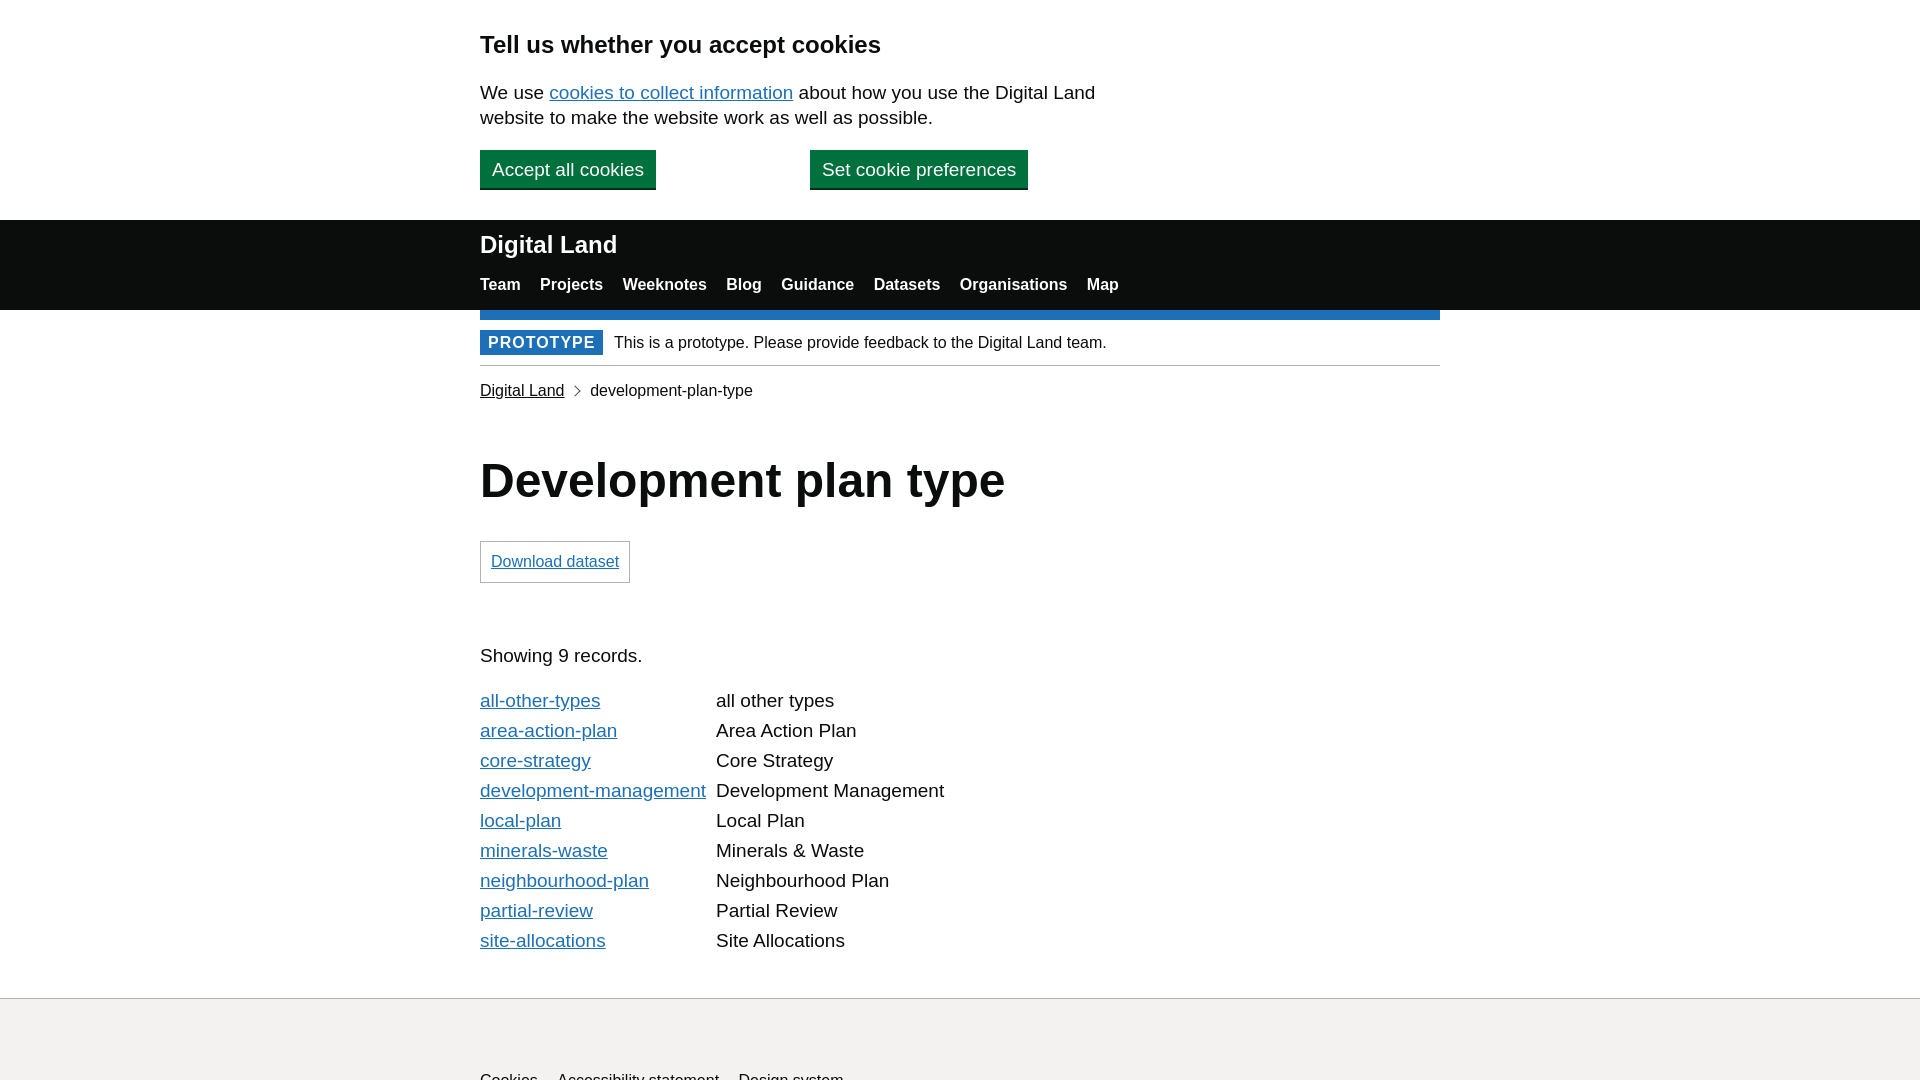 Tell us whether you accept cookies
We use cookies to collect information about how you use the Digital Land
website to make the website work as well as possible.
Accept all cookies Set cookie preferences
Digital Land
Team Projects Weeknotes Blog Guidance Datasets Organisations Map
PROTOTYPE This is a prototype. Please provide feedback to the Digital Land team.
Digital Land development-plan-type
Development plan type
Download dataset
Showing 9 records.
all-other-types all other types
area-action-plan Area Action Plan
core-strategy Core Strategy
development-management Development Management
local-plan Local Plan
minerals-waste Minerals & Waste
neighbourhood-plan Neighbourhood Plan
partial-review Partial Review
site-allocations Site Allocations
Cookies Accessibility statement Design system